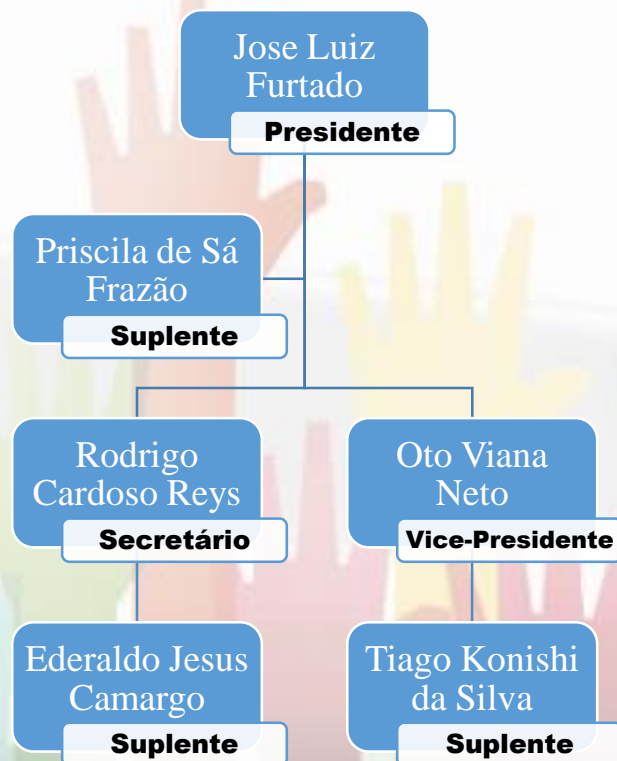 Jose Luiz
Furtado
Presidente
Priscila de Sá
Frazão
Suplente
Rodrigo
Cardoso Reys
Secretário
Oto Viana
Neto
Vice-Presidente
Ederaldo Jesus
Camargo
Suplente
Tiago Konishi
da Silva
Suplente